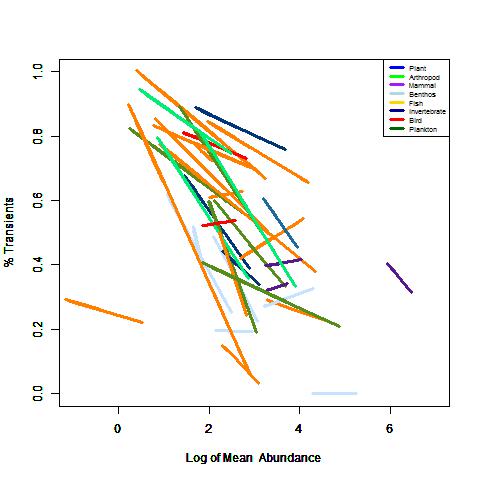 Plant
Arthropod
Mammal
Benthos
Fish
Invertebrate
Bird
Plankton
% Transients
1.0
0.8
0.6
0.4
0.2
0.0
0 2 4 6
Log of Mean Abundance